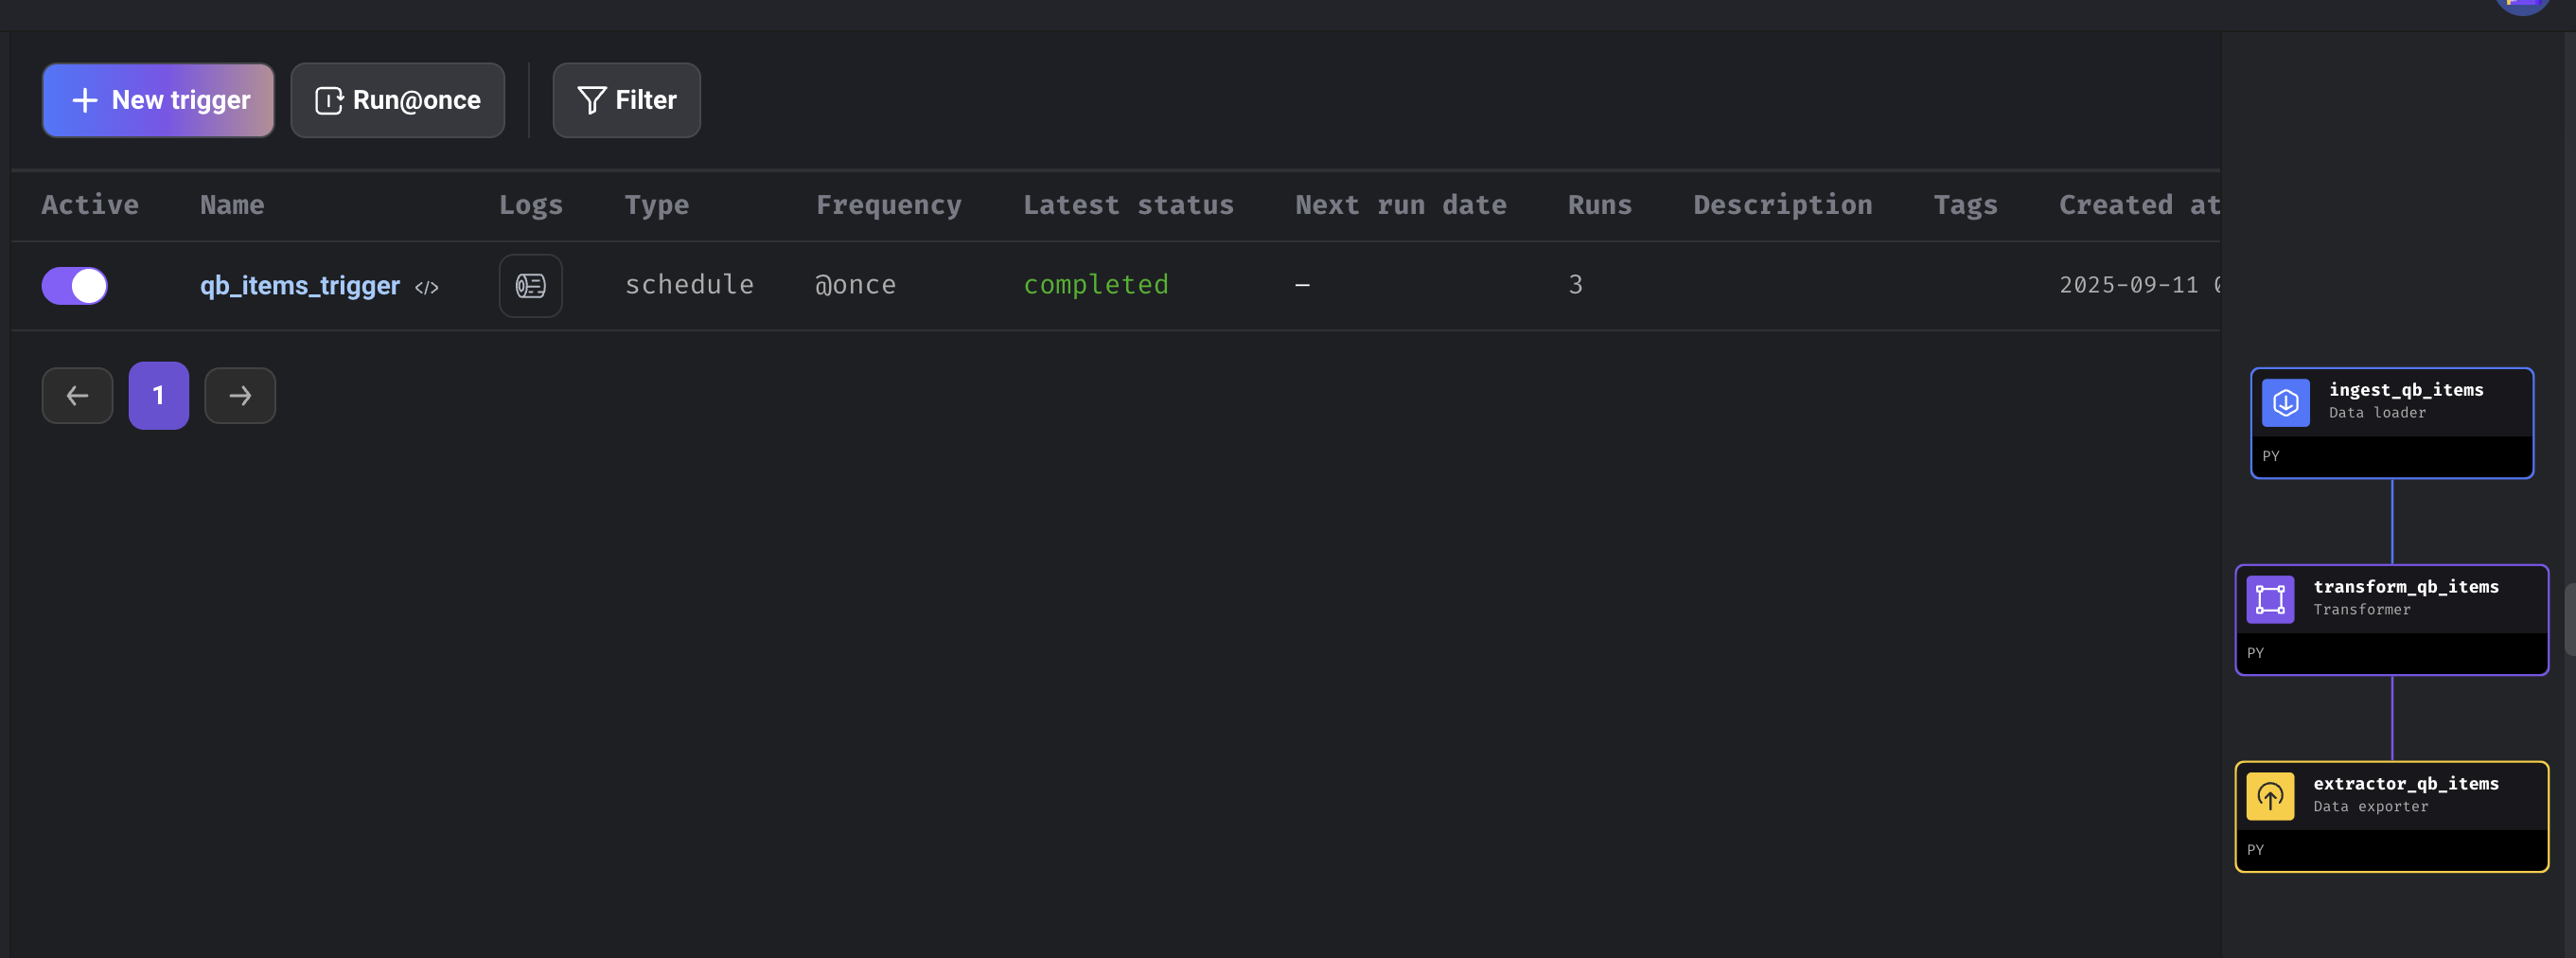 New trigger Run@once Filter
Active Name Logs Type Frequency Latest status Next run date Runs Description Tags Created at
qb_items_trigger </> schedule @once completed — 3 2025-09-11
1
ingest_qb_items
Data loader
PY
transform_qb_items
Transformer
PY
extractor_qb_items
Data exporter
PY